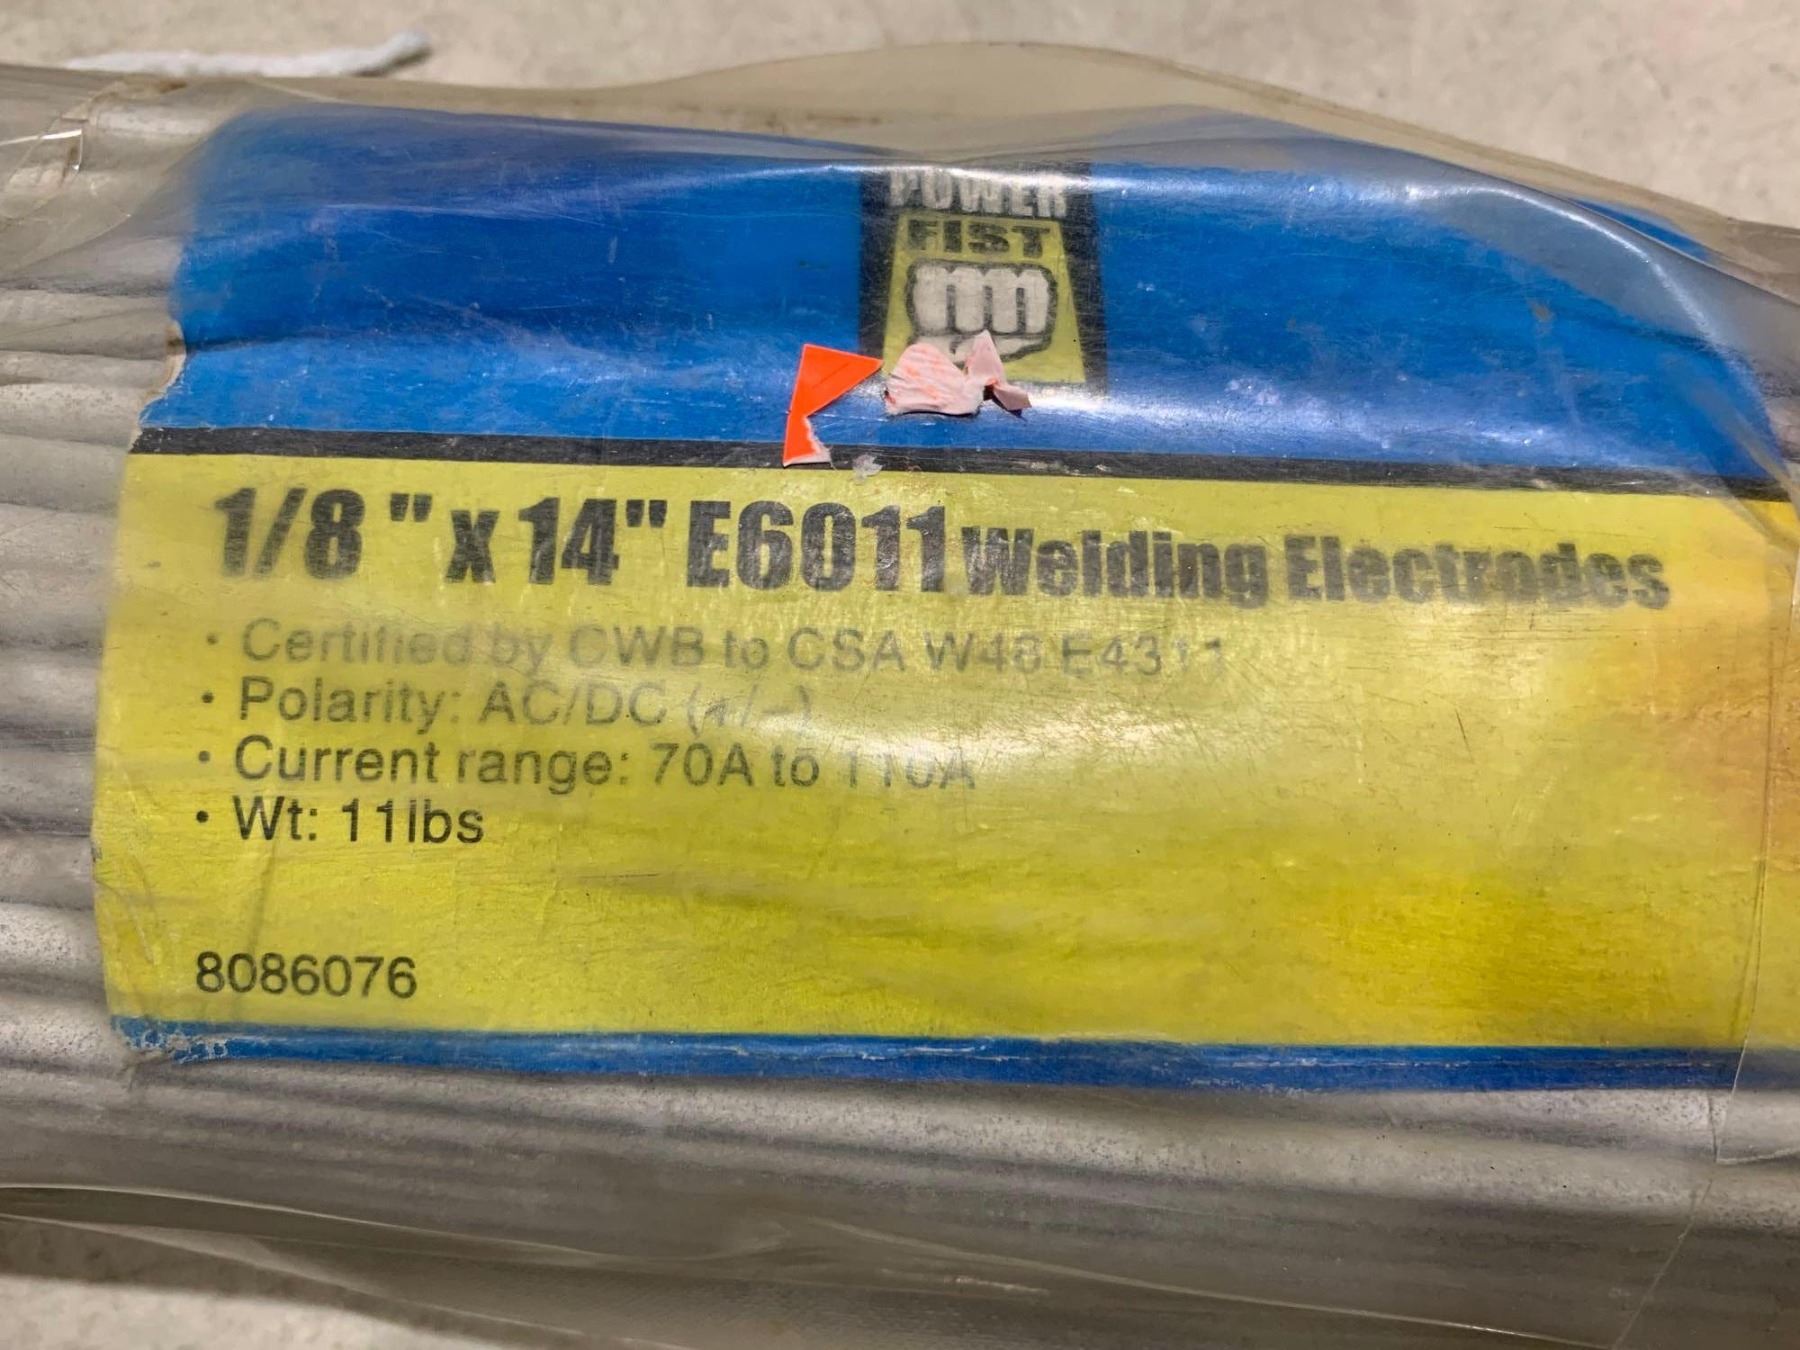 POWER
FIST
1/8 " x 14" E6011 Welding Electrodes
• Certified by CWB to CSA W48 E4311
• Polarity: AC/DC (+/–)
• Current range: 70A to 110A
• Wt: 11lbs
8086076